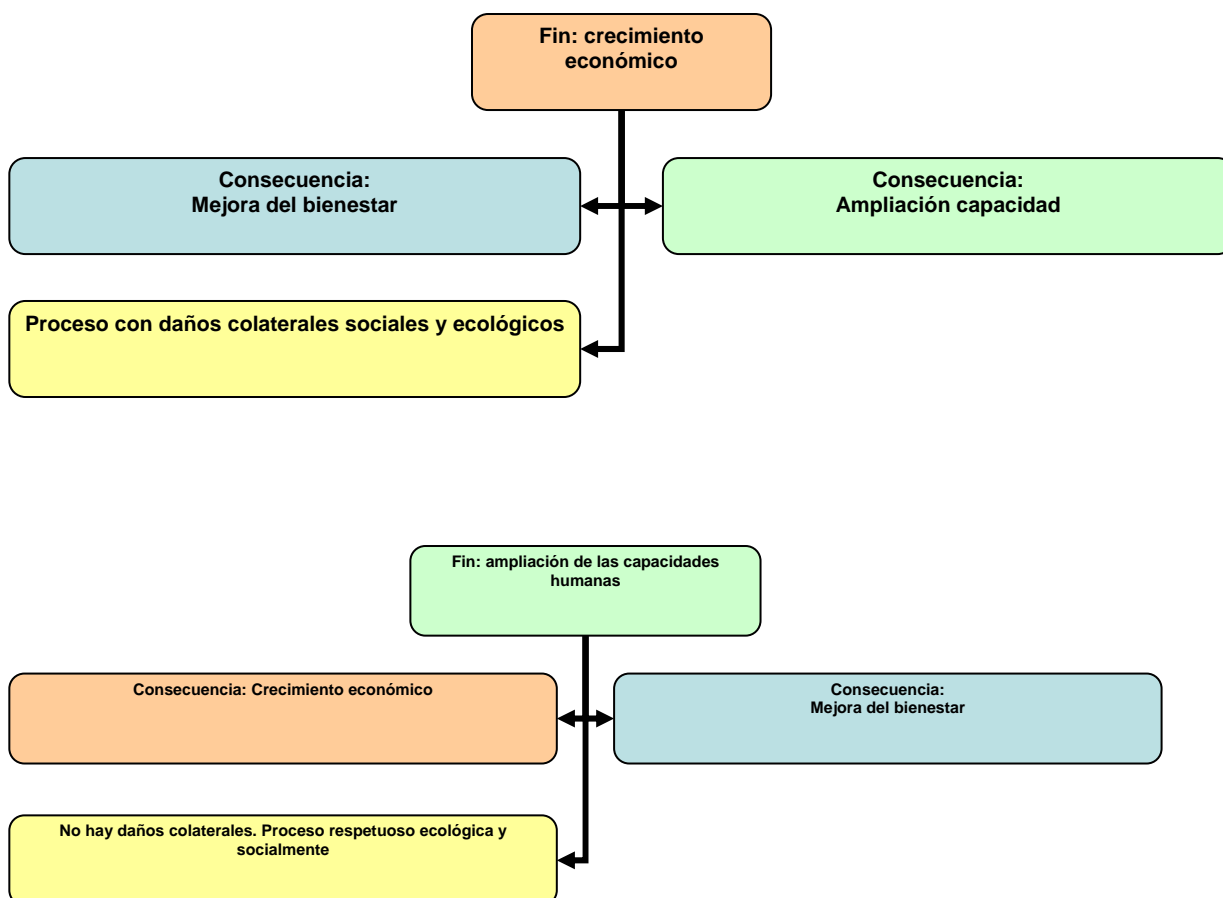 Fin: crecimiento
económico
Consecuencia:
Mejora del bienestar
Consecuencia:
Ampliación capacidad
Proceso con daños colaterales sociales y ecológicos
Fin: ampliación de las capacidades
humanas
Consecuencia: Crecimiento económico
Consecuencia:
Mejora del bienestar
No hay daños colaterales. Proceso respetuoso ecológica y
socialmente